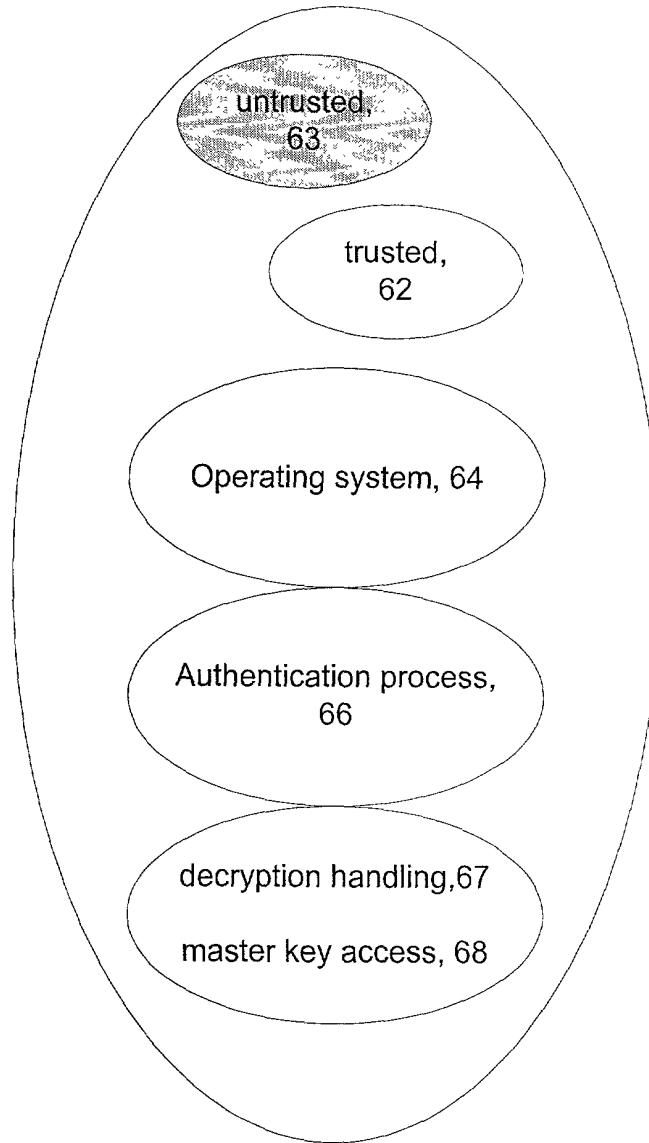 untrusted,
63
trusted,
62
Operating system, 64
Authentication process,
66
decryption handling,67
master key access, 68